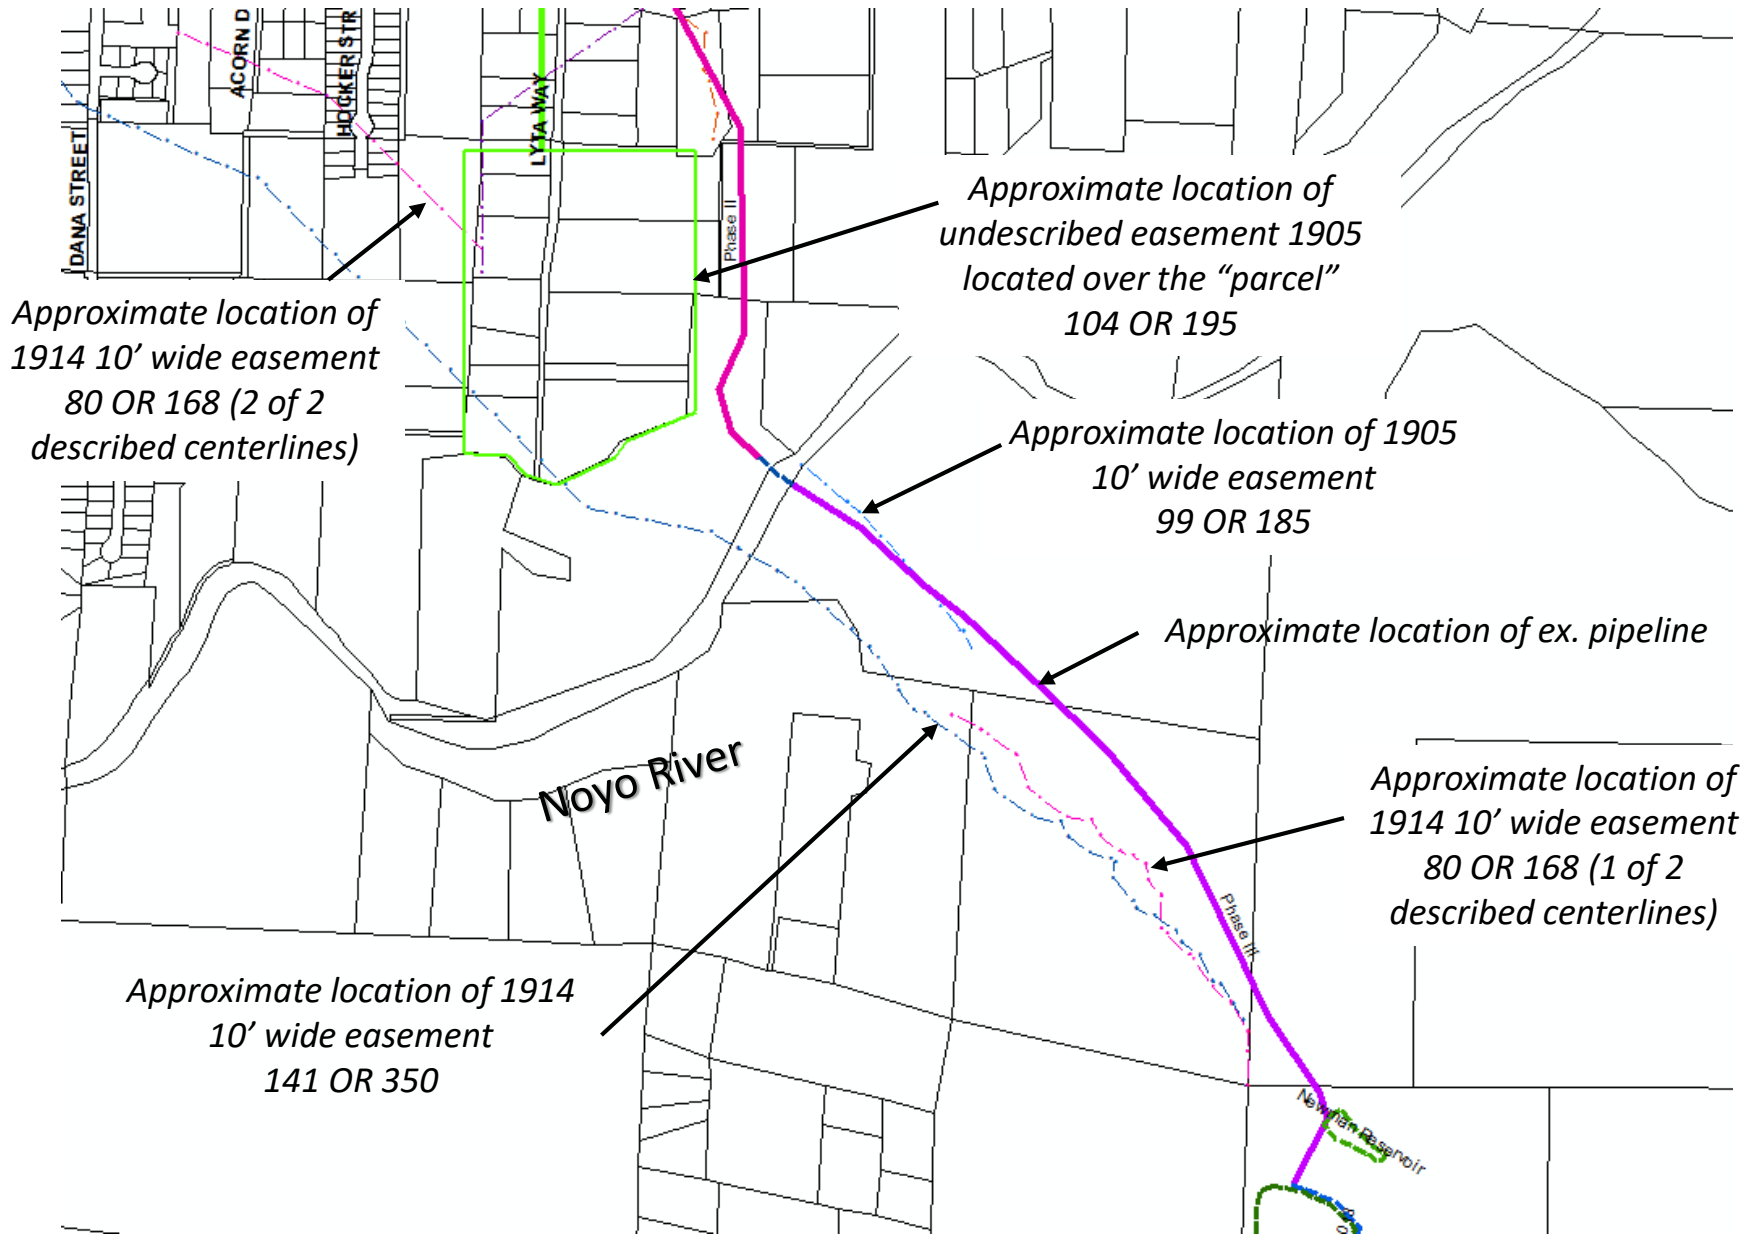 ACORN D
HOCKER STR
LYTA WAY
DANA STREET
Phase II
Approximate location of
undescribed easement 1905
located over the “parcel”
104 OR 195
Approximate location of
1914 10’ wide easement
80 OR 168 (2 of 2
described centerlines)
Approximate location of 1905
10’ wide easement
99 OR 185
Approximate location of ex. pipeline
Noyo River
Approximate location of
1914 10’ wide easement
80 OR 168 (1 of 2
described centerlines)
Phase III
Approximate location of 1914
10’ wide easement
141 OR 350
Newman Reservoir